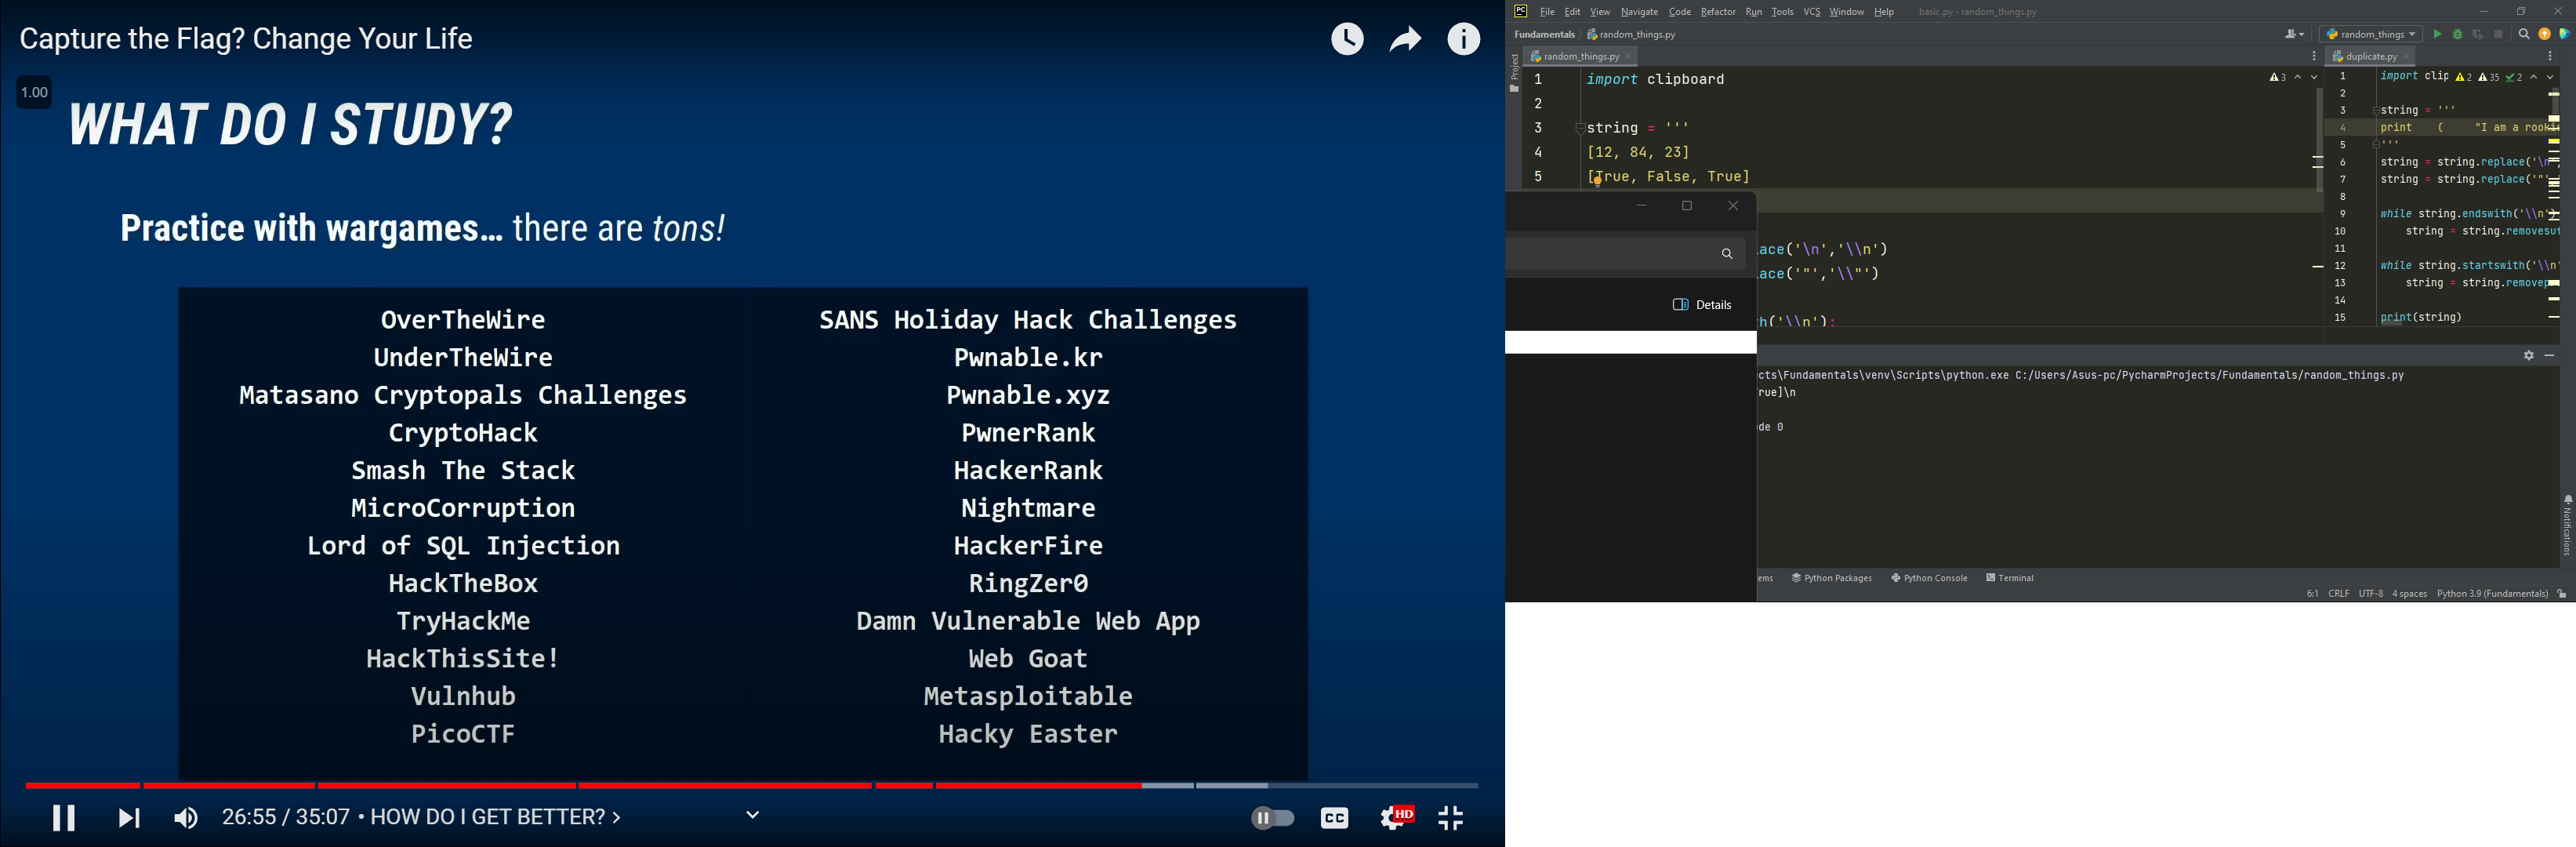 Capture the Flag? Change Your Life
1.00
WHAT DO I STUDY?
Practice with wargames... there are tons!
OverTheWire
UnderTheWire
Matasano Cryptopals Challenges
CryptoHack
Smash The Stack
MicroCorruption
Lord of SQL Injection
HackTheBox
TryHackMe
HackThisSite!
Vulnhub
PicoCTF
SANS Holiday Hack Challenges
Pwnable.kr
Pwnable.xyz
PwnerRank
HackerRank
Nightmare
HackerFire
RingZer0
Damn Vulnerable Web App
Web Goat
Metasploitable
Hacky Easter
26:55 / 35:07 • HOW DO I GET BETTER? >
CC
HD
PC File Edit View Navigate Code Refactor Run Tools VCS Window Help basic.py - random_things.py
Fundamentals random_things.py
random_things
Project
random_things.py
3
1 import clipboard
2
3 string = '''
4 [12, 84, 23]
5 [True, False, True]
ace('\n','\\n')
ace('"','\\"')
h('\\n'):
Details
duplicate.py
2 35 2
1 import clip
2
3 string = '''
4 print ( "I am a rooki
5 '''
6 string = string.replace('\n'
7 string = string.replace('"'
8
9 while string.endswith('\\n')
10 string = string.removesuf
11
12 while string.startswith('\\n'
13 string = string.removep
14
15 print(string)
cts\Fundamentals\venv\Scripts\python.exe C:/Users/Asus-pc/PycharmProjects/Fundamentals/random_things.py
rue]\n
de 0
Notifications
ems Python Packages Python Console Terminal
6:1 CRLF UTF-8 4 spaces Python 3.9 (Fundamentals)